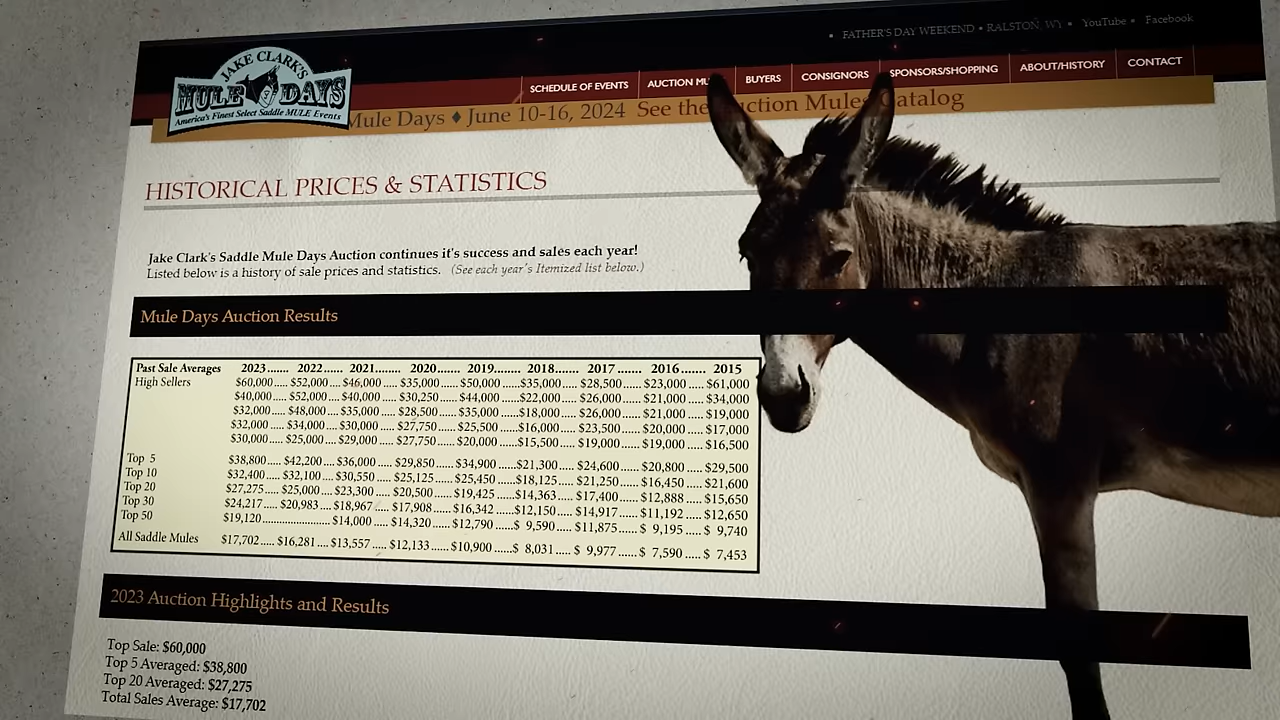 • FATHER'S DAY WEEKEND • RALSTON, WY • YouTube • Facebook
JAKE CLARK'S
MULE DAYS
America's Finest Select Saddle MULE Events
SCHEDULE OF EVENTS AUCTION MU BUYERS CONSIGNORS SPONSORS/SHOPPING ABOUT/HISTORY CONTACT
Mule Days ♦ June 10-16, 2024 See the Auction Mules Catalog
HISTORICAL PRICES & STATISTICS
Jake Clark's Saddle Mule Days Auction continues it's success and sales each year!
Listed below is a history of sale prices and statistics. (See each year's Itemized list below.)
Mule Days Auction Results
Past Sale Averages 2023....... 2022...... 2021........ 2020........ 2019........ 2018....... 2017....... 2016....... 2015
High Sellers $60,000..... $52,000.... $46,000..... $35,000..... $50,000.....$35,000..... $28,500..... $23,000.... $61,000
$40,000..... $52,000.... $40,000..... $30,250..... $44,000.....$22,000..... $26,000..... $21,000.... $34,000
$32,000..... $48,000.... $35,000..... $28,500..... $35,000.....$18,000..... $26,000..... $21,000.... $19,000
$32,000..... $34,000.... $30,000..... $27,750..... $25,500.....$16,000..... $23,500..... $20,000.... $17,000
$30,000..... $25,000.... $29,000..... $27,750..... $20,000.....$15,500..... $19,000..... $19,000.... $16,500
Top 5 $38,800..... $42,200.... $36,000..... $29,850..... $34,900.....$21,300..... $24,600..... $20,800.... $29,500
Top 10 $32,400..... $32,100.... $30,550..... $25,125..... $25,450.....$18,125..... $21,250..... $16,450.... $21,600
Top 20 $27,275..... $25,000.... $23,300..... $20,500..... $19,425.....$14,363..... $17,400..... $12,888.... $15,650
Top 30 $24,217..... $20,983.... $18,967..... $17,908..... $16,342.....$12,150..... $14,917..... $11,192.... $12,650
Top 50 $19,120....................... $14,000..... $14,320..... $12,790..... $ 9,590..... $11,875..... $ 9,195.... $ 9,740
All Saddle Mules $17,702..... $16,281.... $13,557..... $12,133..... $10,900......$ 8,031..... $ 9,977..... $ 7,590..... $ 7,453
2023 Auction Highlights and Results
Top Sale: $60,000
Top 5 Averaged: $38,800
Top 20 Averaged: $27,275
Total Sales Average: $17,702